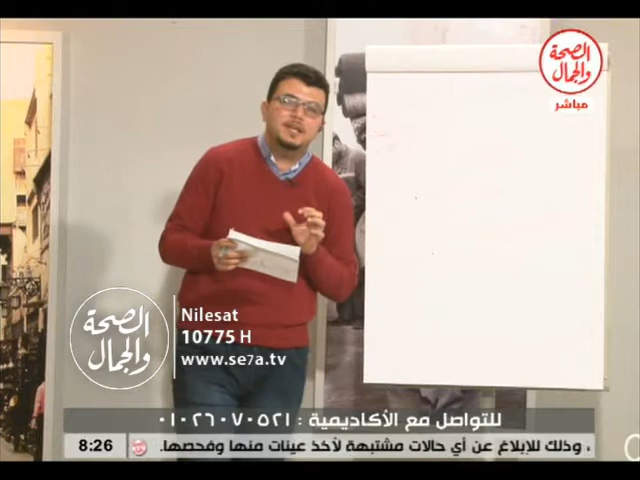 الصحة
والجمال
مباشر
الصحة
والجمال
Nilesat
10775 H
www.se7a.tv
للتواصل مع الأكاديمية : ٠١٠٢٦٠٧٠٥٢١
، وذلك للإبلاغ عن أي حالات مشتبهة لأخذ عينات منها وفحصها.
8:26